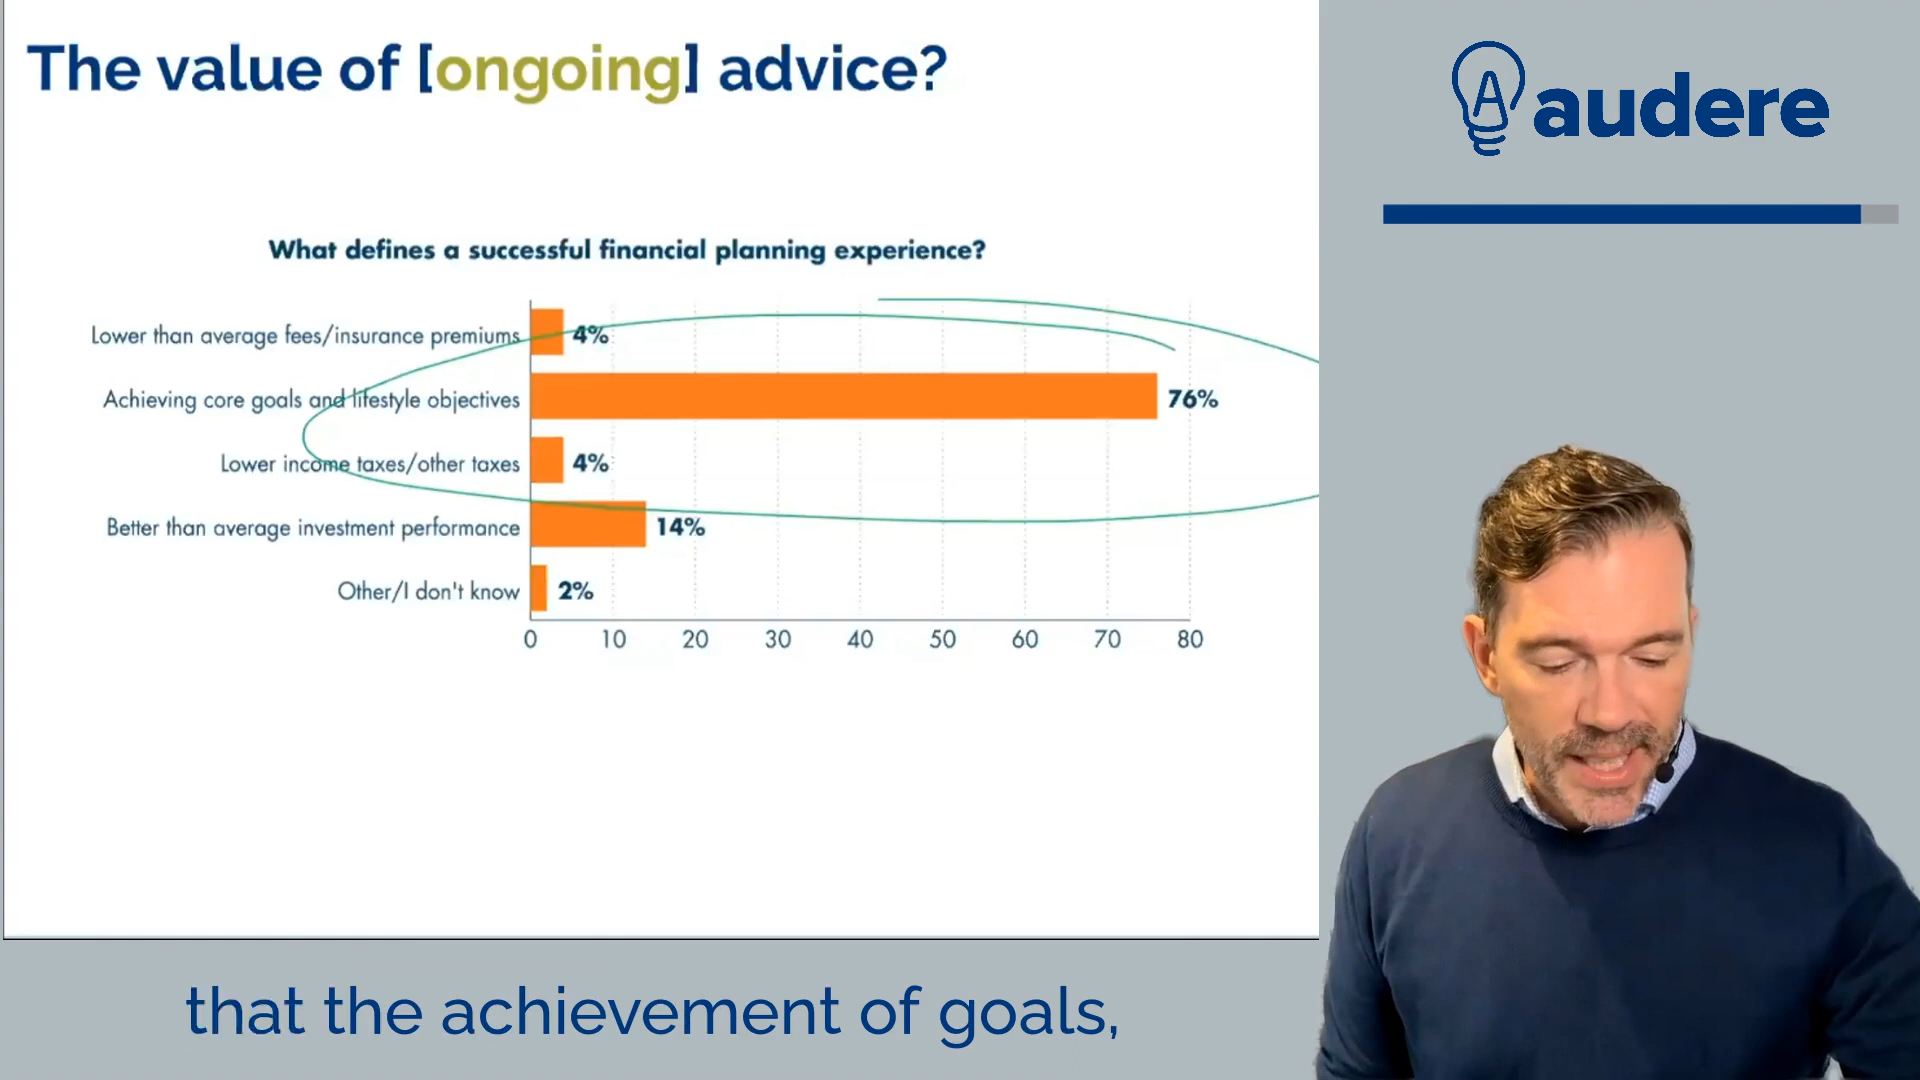 The value of [ongoing] advice?
audere
What defines a successful financial planning experience?
Lower than average fees/insurance premiums 4%
Achieving core goals and lifestyle objectives 76%
Lower income taxes/other taxes 4%
Better than average investment performance 14%
Other/I don't know 2%
0 10 20 30 40 50 60 70 80
that the achievement of goals,